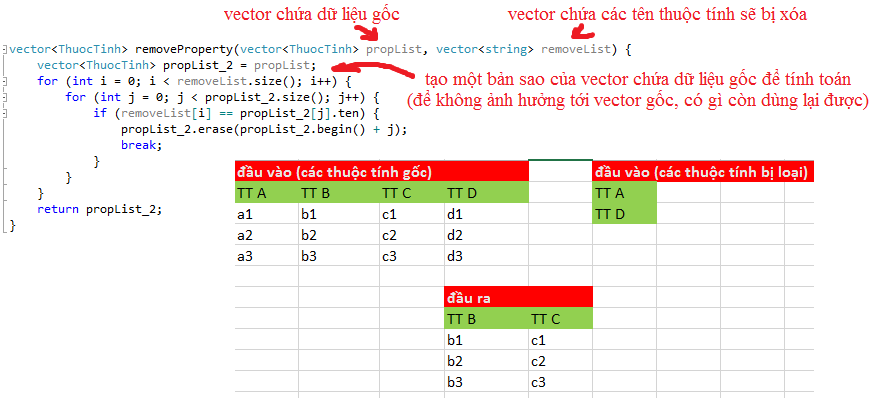 vector chứa dữ liệu gốc
vector chứa các tên thuộc tính sẽ bị xóa
vector<ThuocTinh> removeProperty(vector<ThuocTinh> propList, vector<string> removeList) {
vector<ThuocTinh> propList_2 = propList;
for (int i = 0; i < removeList.size(); i++) {
for (int j = 0; j < propList_2.size(); j++) {
if (removeList[i] == propList_2[j].ten) {
propList_2.erase(propList_2.begin() + j);
break;
}
}
}
return propList_2;
}
tạo một bản sao của vector chứa dữ liệu gốc để tính toán
(để không ảnh hưởng tới vector gốc, có gì còn dùng lại được)
đầu vào (các thuộc tính gốc)
TT A TT B TT C TT D
a1 b1 c1 d1
a2 b2 c2 d2
a3 b3 c3 d3
đầu vào (các thuộc tính bị loại)
TT A
TT D
đầu ra
TT B TT C
b1 c1
b2 c2
b3 c3